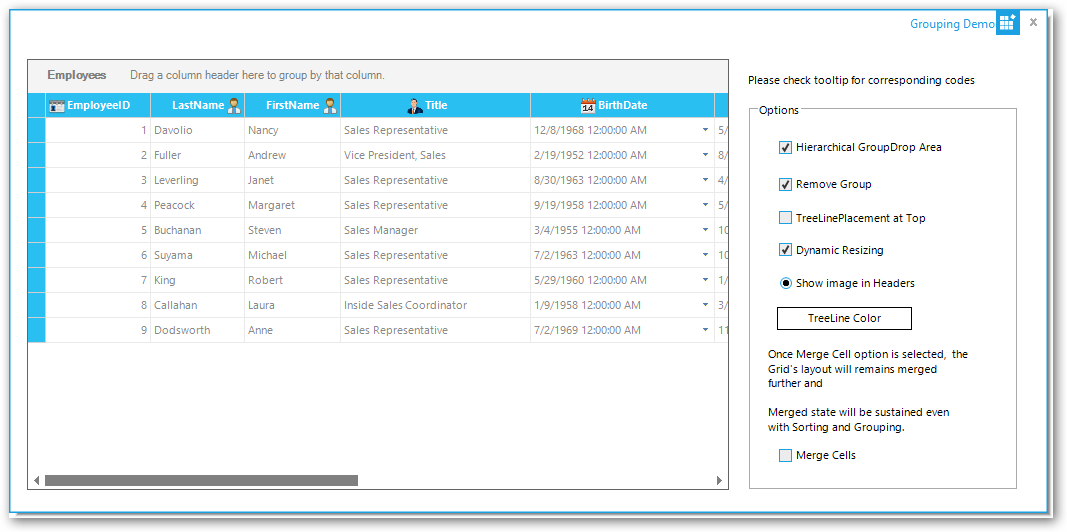 Grouping Demo x
Employees Drag a column header here to group by that column.
EmployeeID LastName FirstName Title 14 BirthDate
1 Davolio Nancy Sales Representative 12/8/1968 12:00:00 AM 5/
2 Fuller Andrew Vice President, Sales 2/19/1952 12:00:00 AM 8/
3 Leverling Janet Sales Representative 8/30/1963 12:00:00 AM 4/
4 Peacock Margaret Sales Representative 9/19/1958 12:00:00 AM 5/
5 Buchanan Steven Sales Manager 3/4/1955 12:00:00 AM 10
6 Suyama Michael Sales Representative 7/2/1963 12:00:00 AM 10
7 King Robert Sales Representative 5/29/1960 12:00:00 AM 1/
8 Callahan Laura Inside Sales Coordinator 1/9/1958 12:00:00 AM 3/
9 Dodsworth Anne Sales Representative 7/2/1969 12:00:00 AM 11
Please check tooltip for corresponding codes
Options
Hierarchical GroupDrop Area
Remove Group
TreeLinePlacement at Top
Dynamic Resizing
Show image in Headers
TreeLine Color
Once Merge Cell option is selected, the
Grid's layout will remains merged
further and
Merged state will be sustained even
with Sorting and Grouping.
Merge Cells